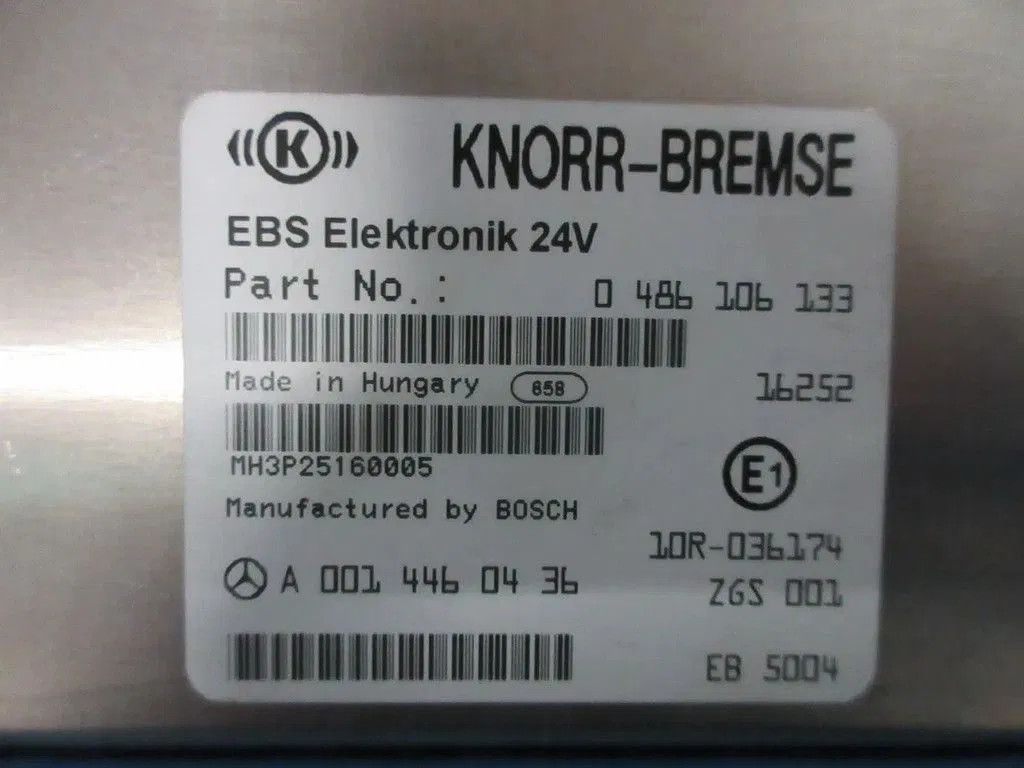 K KNORR-BREMSE
EBS Elektronik 24V
Part No.: 0 486 106 133
Made in Hungary 658 16252
MH3P25160005
E1
Manufactured by BOSCH
10R-036174
A 001 446 04 36 ZGS 001
EB 5004